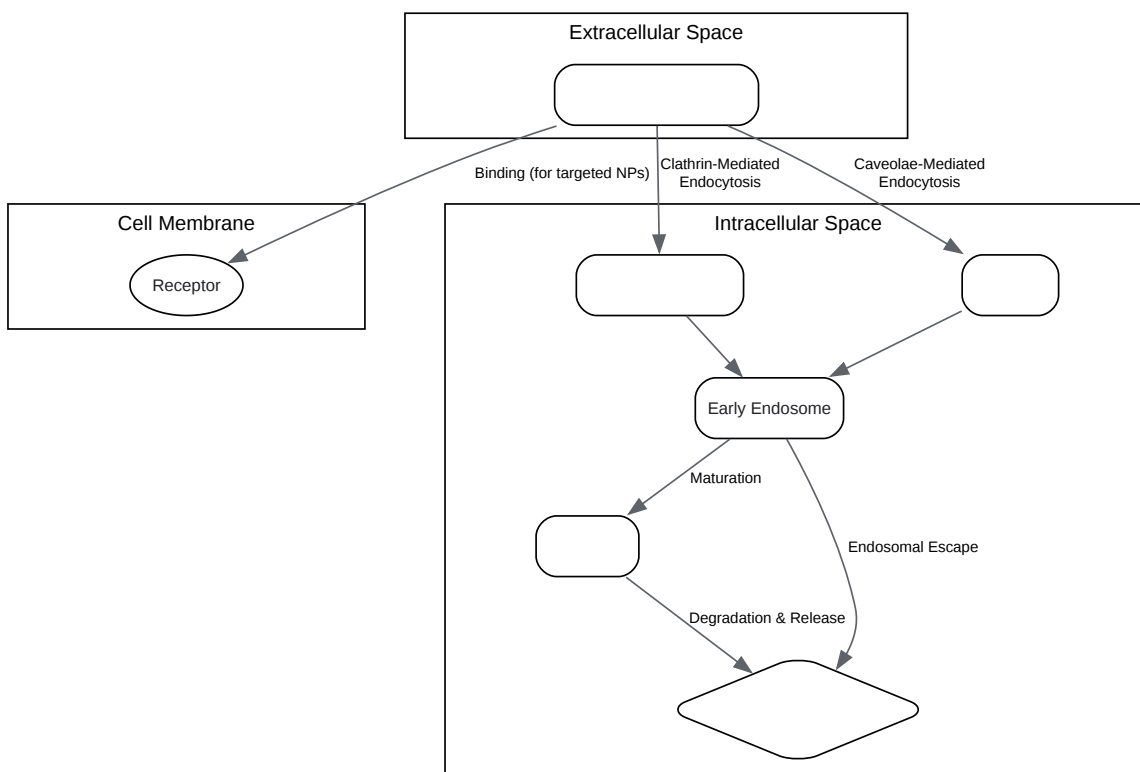 Extracellular Space
Binding (for targeted NPs)
Clathrin-Mediated
Endocytosis
Caveolae-Mediated
Endocytosis
Cell Membrane
Receptor
Intracellular Space
Early Endosome
Maturation
Endosomal Escape
Degradation & Release